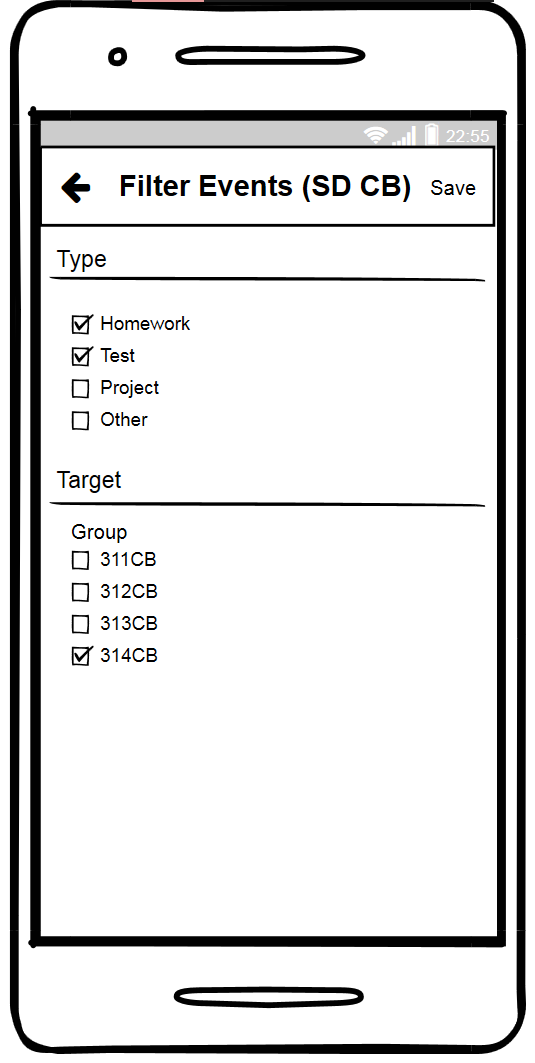 22:55
Filter Events (SD CB) Save
Type
Homework
Test
Project
Other
Target
Group
311CB
312CB
313CB
314CB